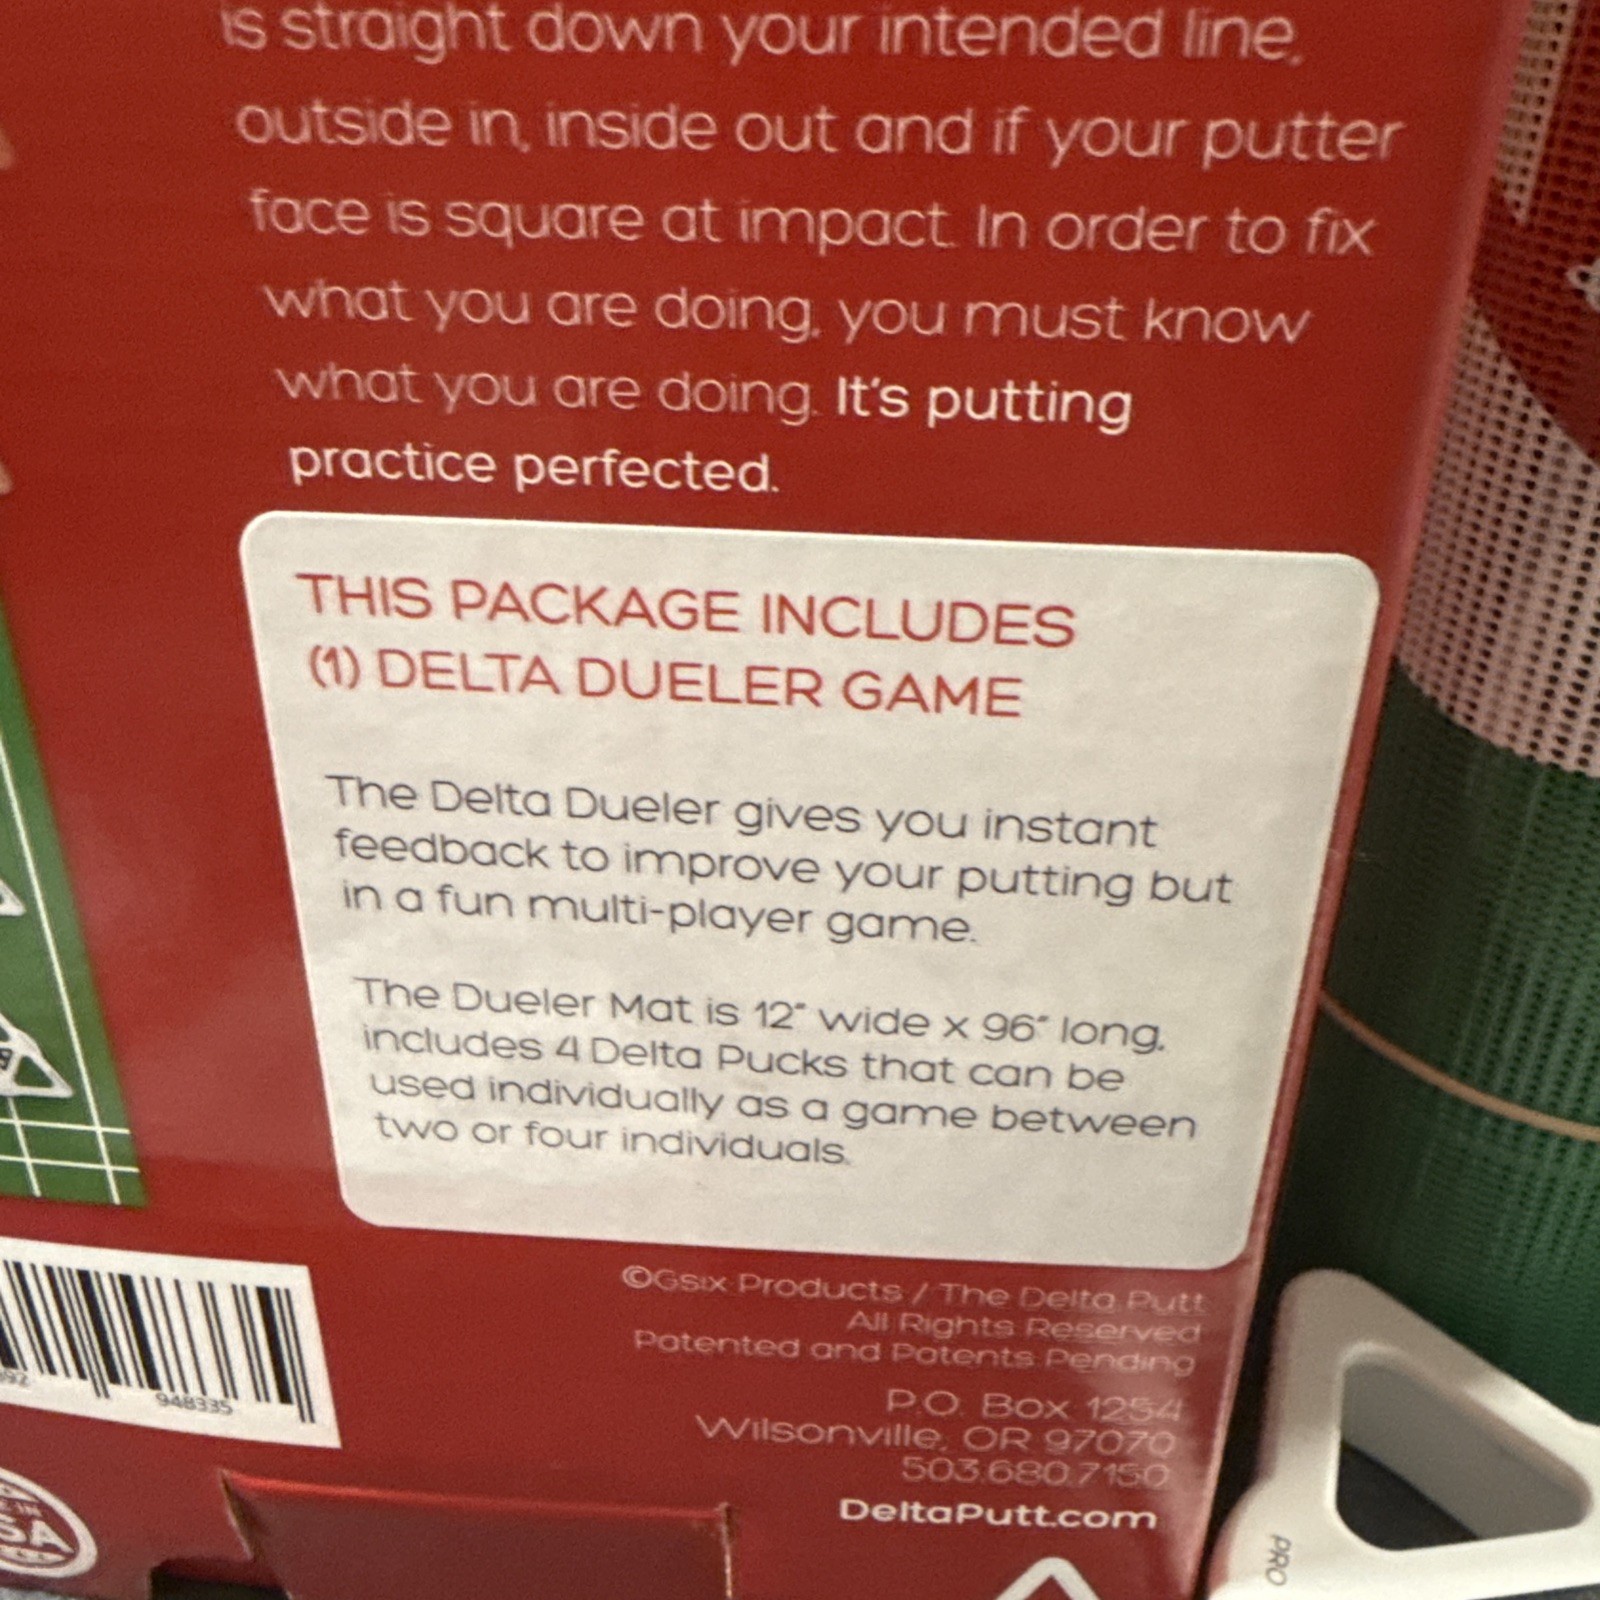 is straight down your intended line,
outside in, inside out and if your putter
face is square at impact. In order to fix
what you are doing, you must know
what you are doing. It's putting
practice perfected.
THIS PACKAGE INCLUDES
(1) DELTA DUELER GAME
The Delta Dueler gives you instant
feedback to improve your putting but
in a fun multi-player game.
The Dueler Mat is 12" wide x 96" long,
includes 4 Delta Pucks that can be
used individually as a game between
two or four individuals.
©Gsix Products / The Delta Putt
All Rights Reserved
Patented and Patents Pending
P.O. Box 1254
Wilsonville, OR 97070
503.680.7150
DeltaPutt.com
948335
PRO